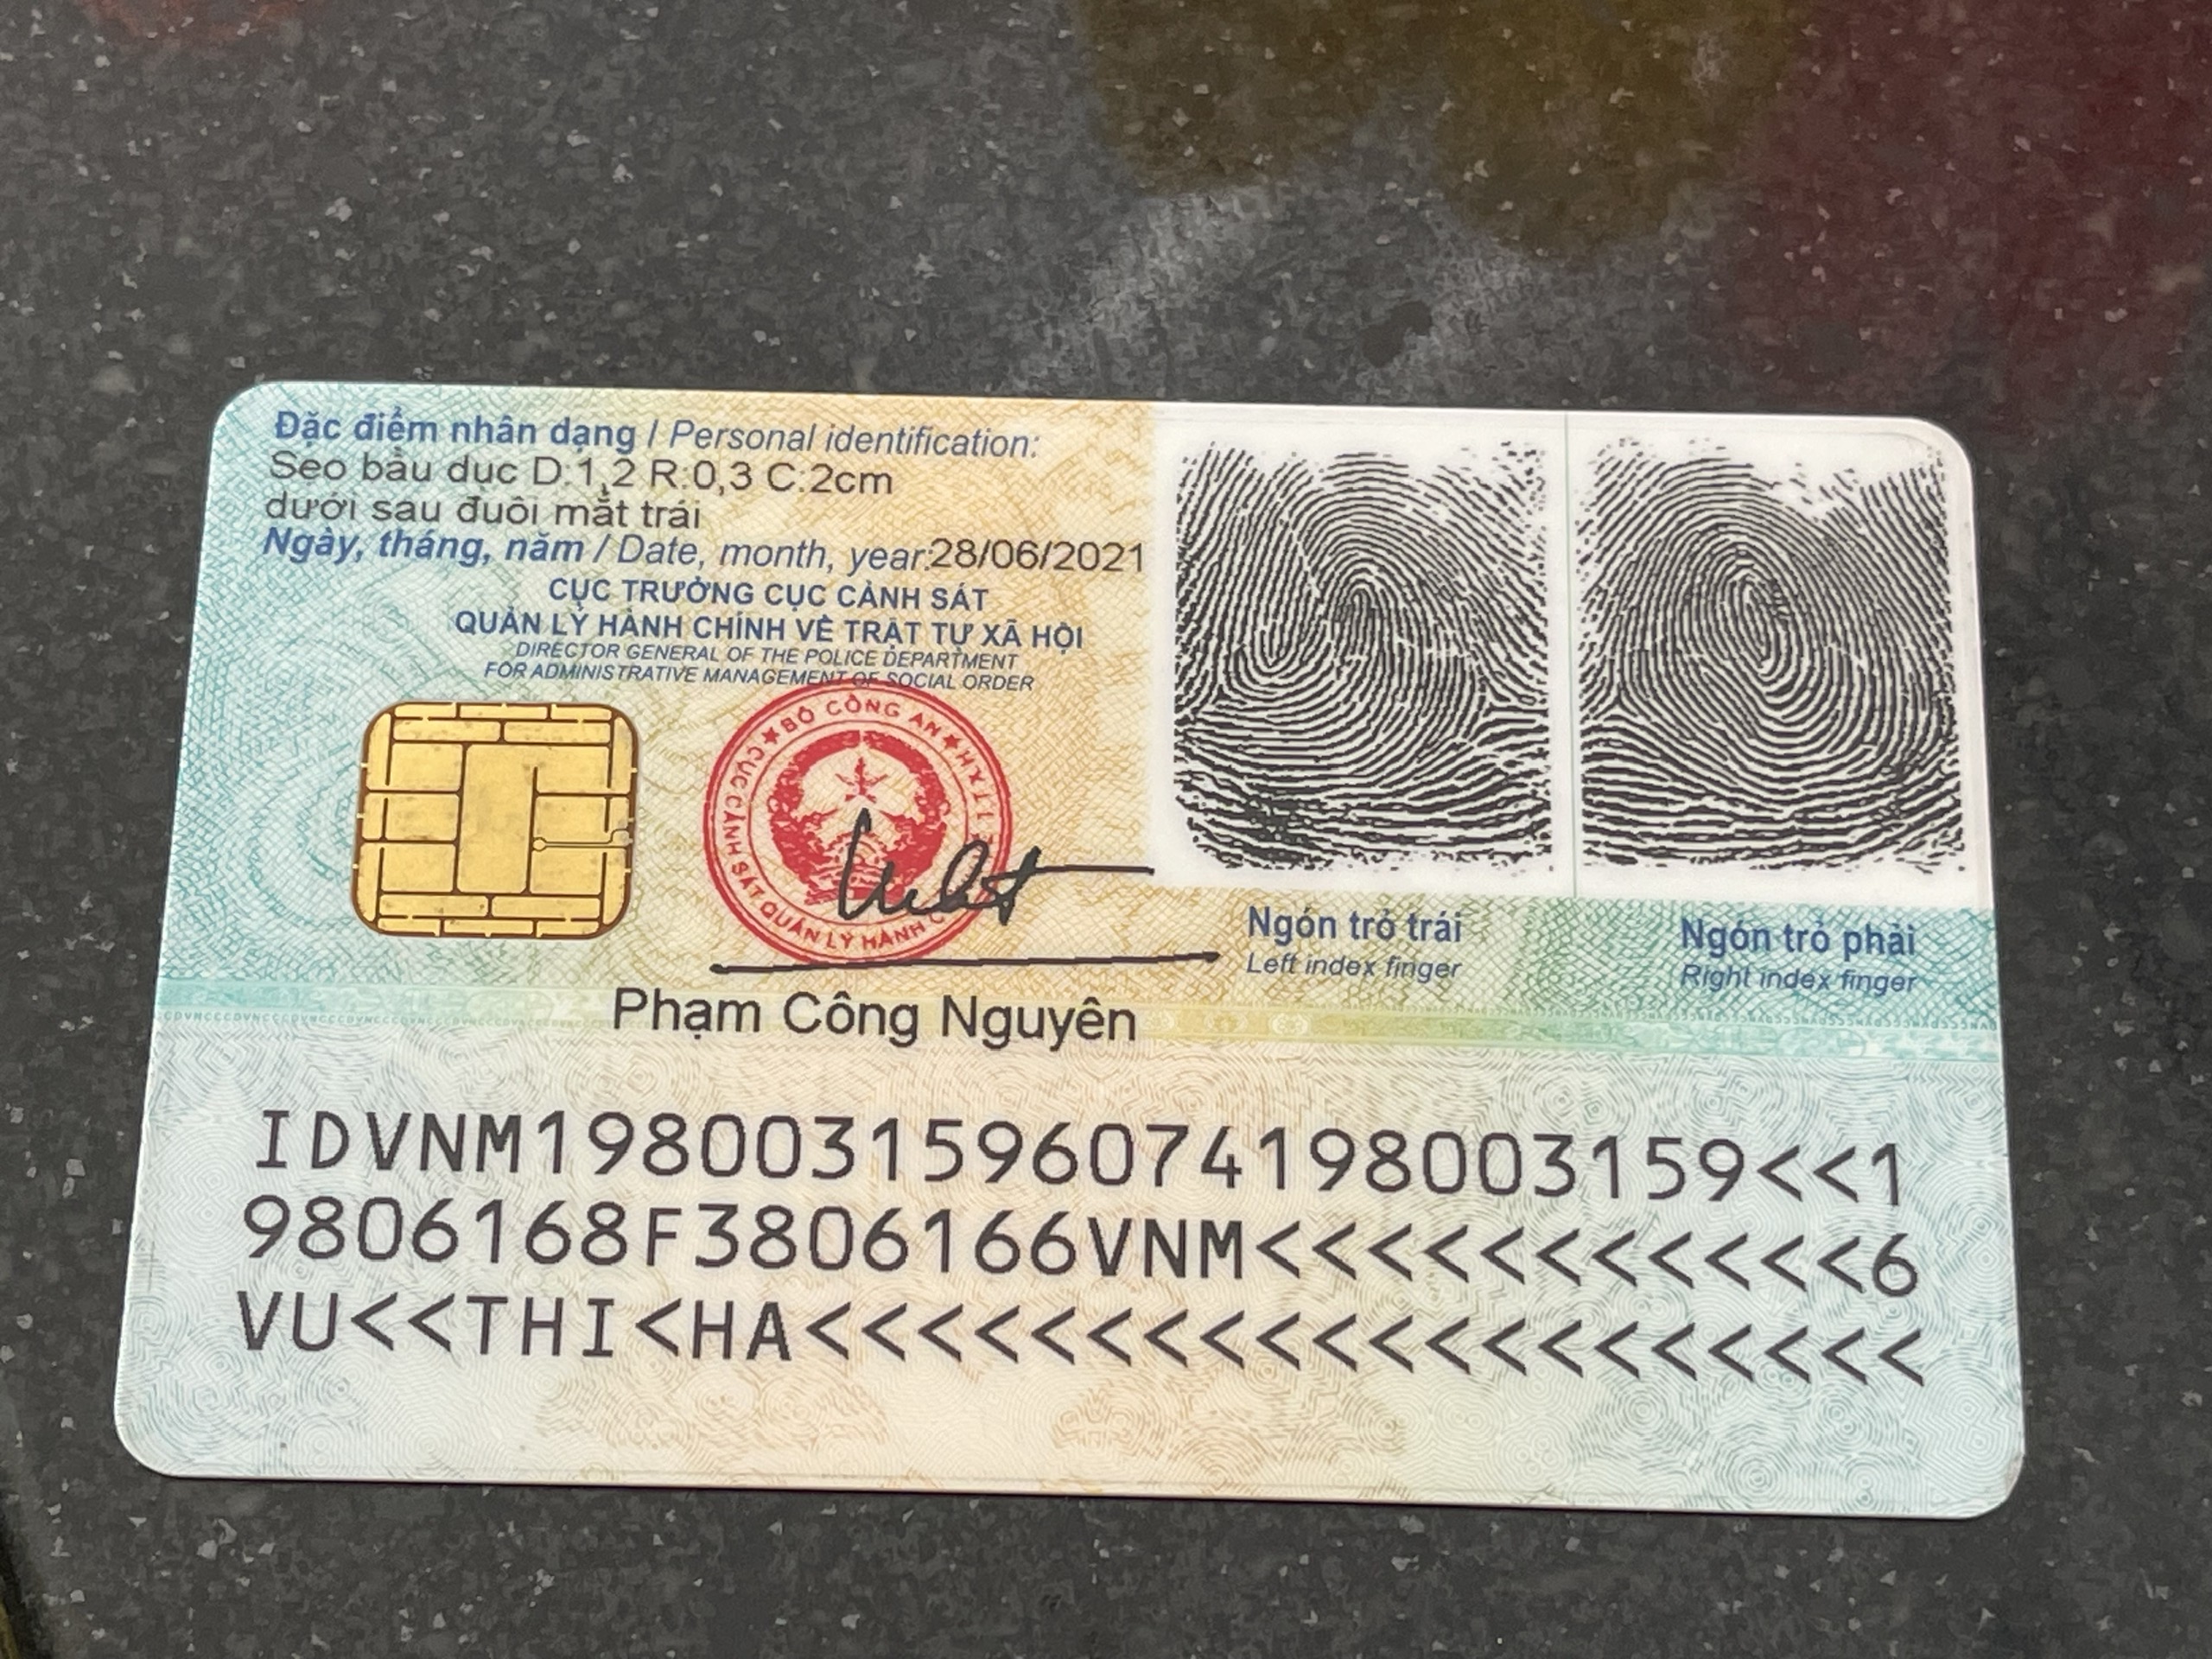 Đặc điểm nhân dạng / Personal identification:
Seo bầu dục D:1,2 R:0,3 C:2cm
dưới sau đuôi mắt trái
Ngày, tháng, năm / Date, month, year:28/06/2021
CỤC TRƯỞNG CỤC CẢNH SÁT
QUẢN LÝ HÀNH CHÍNH VỀ TRẬT TỰ XÃ HỘI
DIRECTOR GENERAL OF THE POLICE DEPARTMENT
FOR ADMINISTRATIVE MANAGEMENT OF SOCIAL ORDER
BỘ CÔNG AN
CỤC CẢNH SÁT QUẢN LÝ HÀNH
Ngón trỏ trái
Left index finger
Ngón trỏ phải
Right index finger
Phạm Công Nguyên
IDVNM1980031596074198003159<<1
9806168F3806166VNM<<<<<<<<<<<6
VU<<THI<HA<<<<<<<<<<<<<<<<<<<<